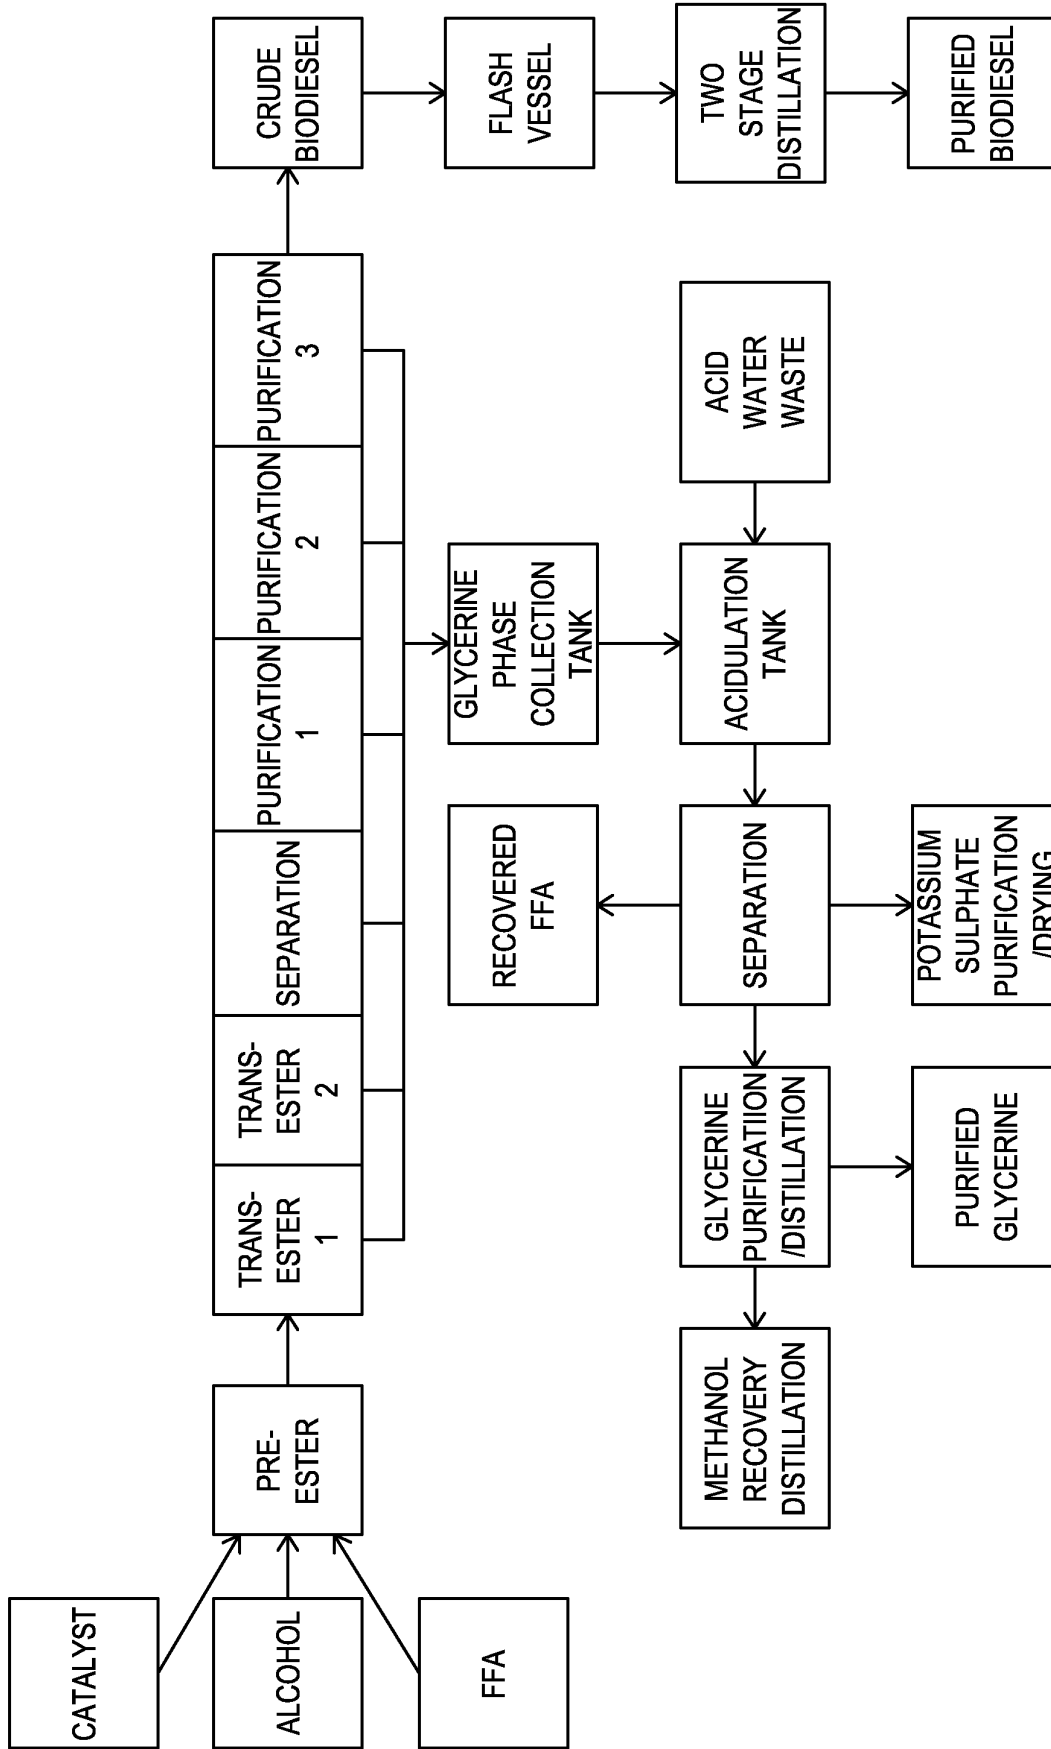 CATALYST
ALCOHOL
FFA
PRE-
ESTER
TRANS-
ESTER
1
TRANS-
ESTER
2
SEPARATION
PURIFICATION
1
PURIFICATION
2
PURIFICATION
3
CRUDE
BIODIESEL
FLASH
VESSEL
TWO
STAGE
DISTILLATION
PURIFIED
BIODIESEL
GLYCERINE
PHASE
COLLECTION
TANK
ACIDULATION
TANK
ACID
WATER
WASTE
SEPARATION
RECOVERED
FFA
POTASSIUM
SULPHATE
PURIFICATION
/DRYING
GLYCERINE
PURIFICATIION
/DISTILLATION
PURIFIED
GLYCERINE
METHANOL
RECOVERY
DISTILLATION